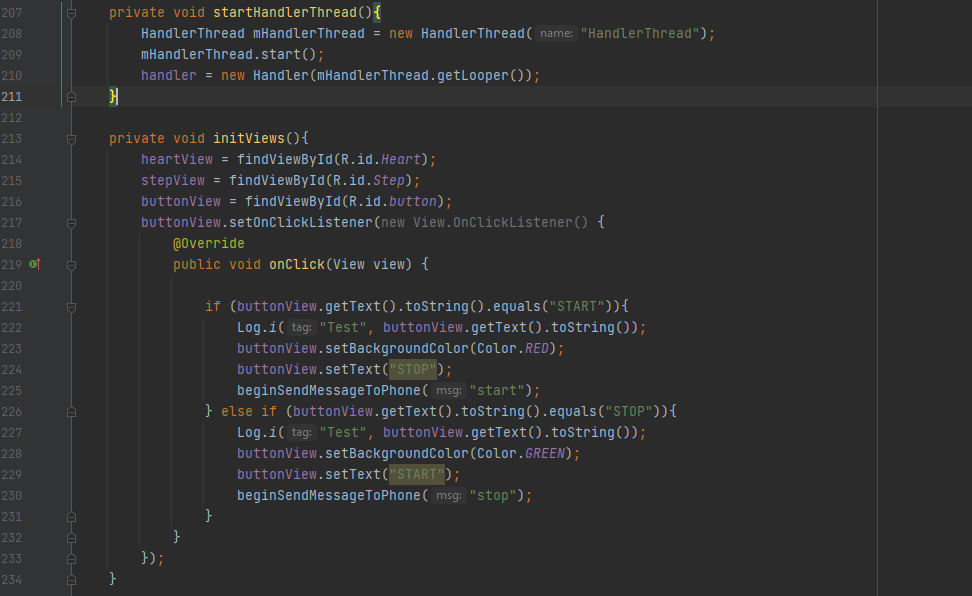 207 private void startHandlerThread(){
208 HandlerThread mHandlerThread = new HandlerThread( name: "HandlerThread");
209 mHandlerThread.start();
210 handler = new Handler(mHandlerThread.getLooper());
211 }
212
213 private void initViews(){
214 heartView = findViewById(R.id.Heart);
215 stepView = findViewById(R.id.Step);
216 buttonView = findViewById(R.id.button);
217 buttonView.setOnClickListener(new View.OnClickListener() {
218 @Override
219 public void onClick(View view) {
220
221 if (buttonView.getText().toString().equals("START")){
222 Log.i( tag: "Test", buttonView.getText().toString());
223 buttonView.setBackgroundColor(Color.RED);
224 buttonView.setText("STOP");
225 beginSendMessageToPhone( msg: "start");
226 } else if (buttonView.getText().toString().equals("STOP")){
227 Log.i( tag: "Test", buttonView.getText().toString());
228 buttonView.setBackgroundColor(Color.GREEN);
229 buttonView.setText("START");
230 beginSendMessageToPhone( msg: "stop");
231 }
232 }
233 });
234 }